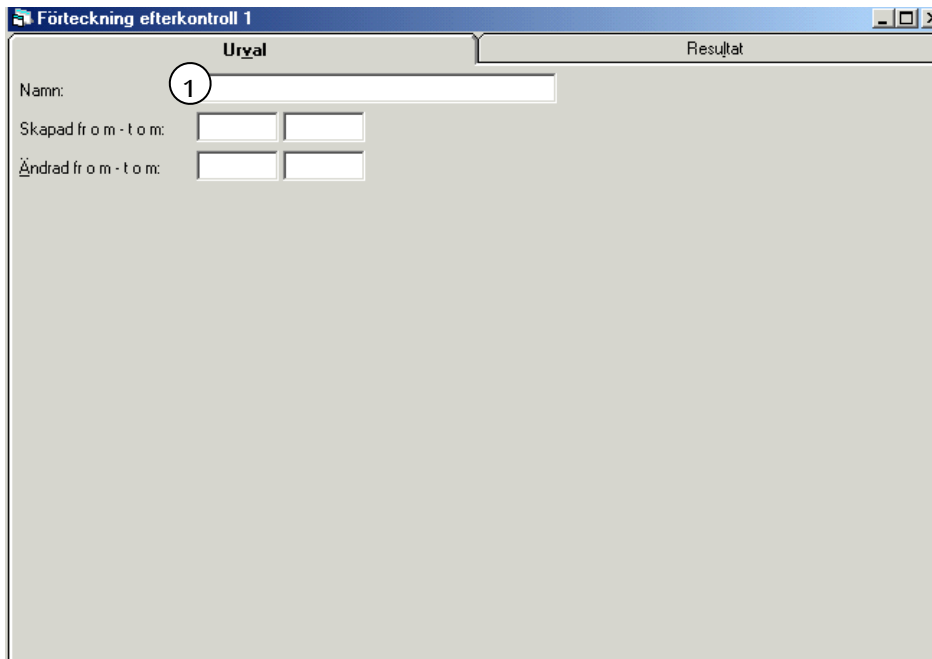 Förteckning efterkontroll 1
Urval Resultat
Namn: 1
Skapad fr o m - t o m:
Ändrad fr o m - t o m: